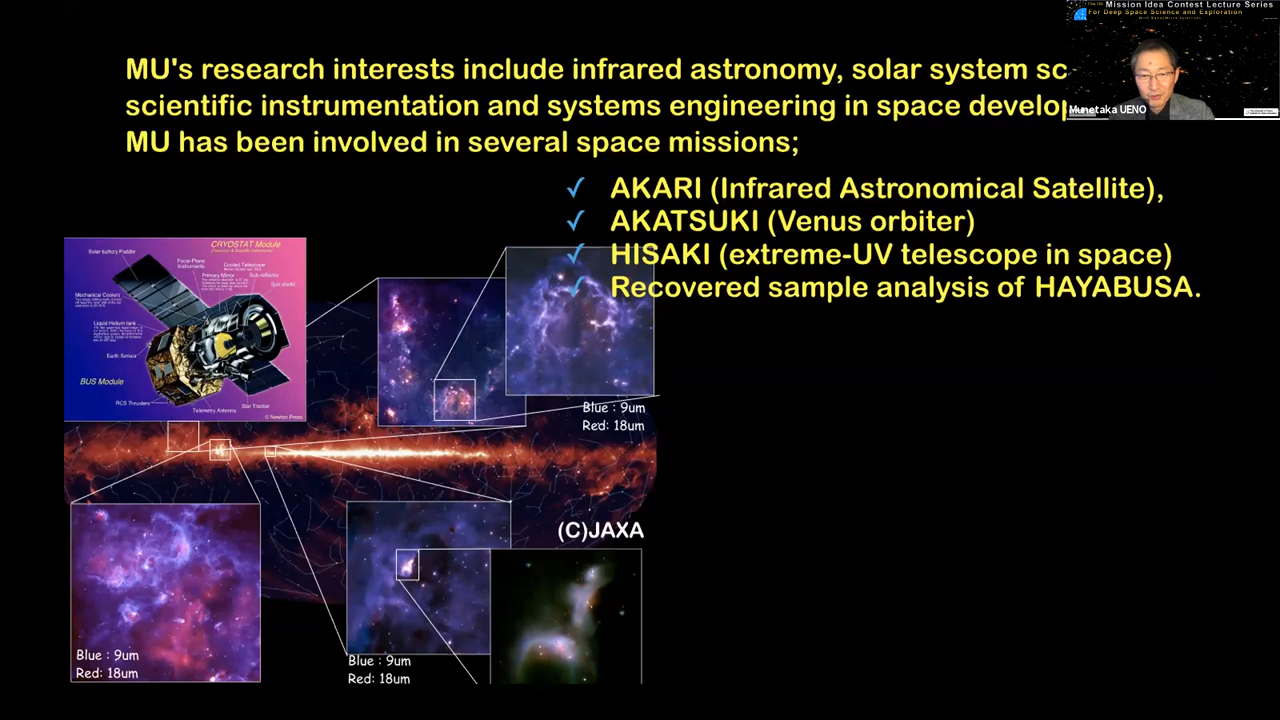 Mission Idea Contest Lecture Series
For Deep Space Science and Exploration
MU's research interests include infrared astronomy, solar system sc
scientific instrumentation and systems engineering in space develop
MU has been involved in several space missions;
Munetaka UENO
✓ AKARI (Infrared Astronomical Satellite),
✓ AKATSUKI (Venus orbiter)
✓ HISAKI (extreme-UV telescope in space)
✓ Recovered sample analysis of HAYABUSA.
CRYOSTAT Module
Solar-battery Paddle
Focal-Plane
Instruments
Cooled Telescope
Primary Mirror
Sub-reflector
Sun shield
Mechanical Coolers
Liquid Helium tank
Earth Sensor
BUS Module
RCS Thrusters
Telemetry Antenna
Star Tracker
© Newton Press
Blue : 9um
Red: 18um
(C)JAXA
Blue : 9um
Red: 18um
Blue : 9um
Red: 18um